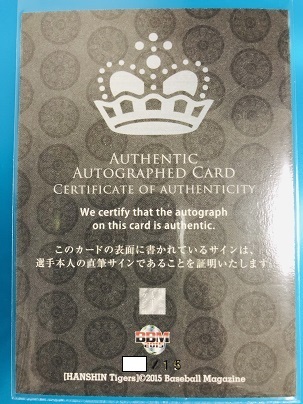 AUTHENTIC
AUTOGRAPHED CARD
CERTIFICATE OF AUTHENTICITY
We certify that the autograph
on this card is authentic.
このカードの表面に書かれているサインは、
選手本人の直筆サインであることを証明いたします。
BBM
2015
/15
[HANSHIN Tigers]©2015 Baseball Magazine